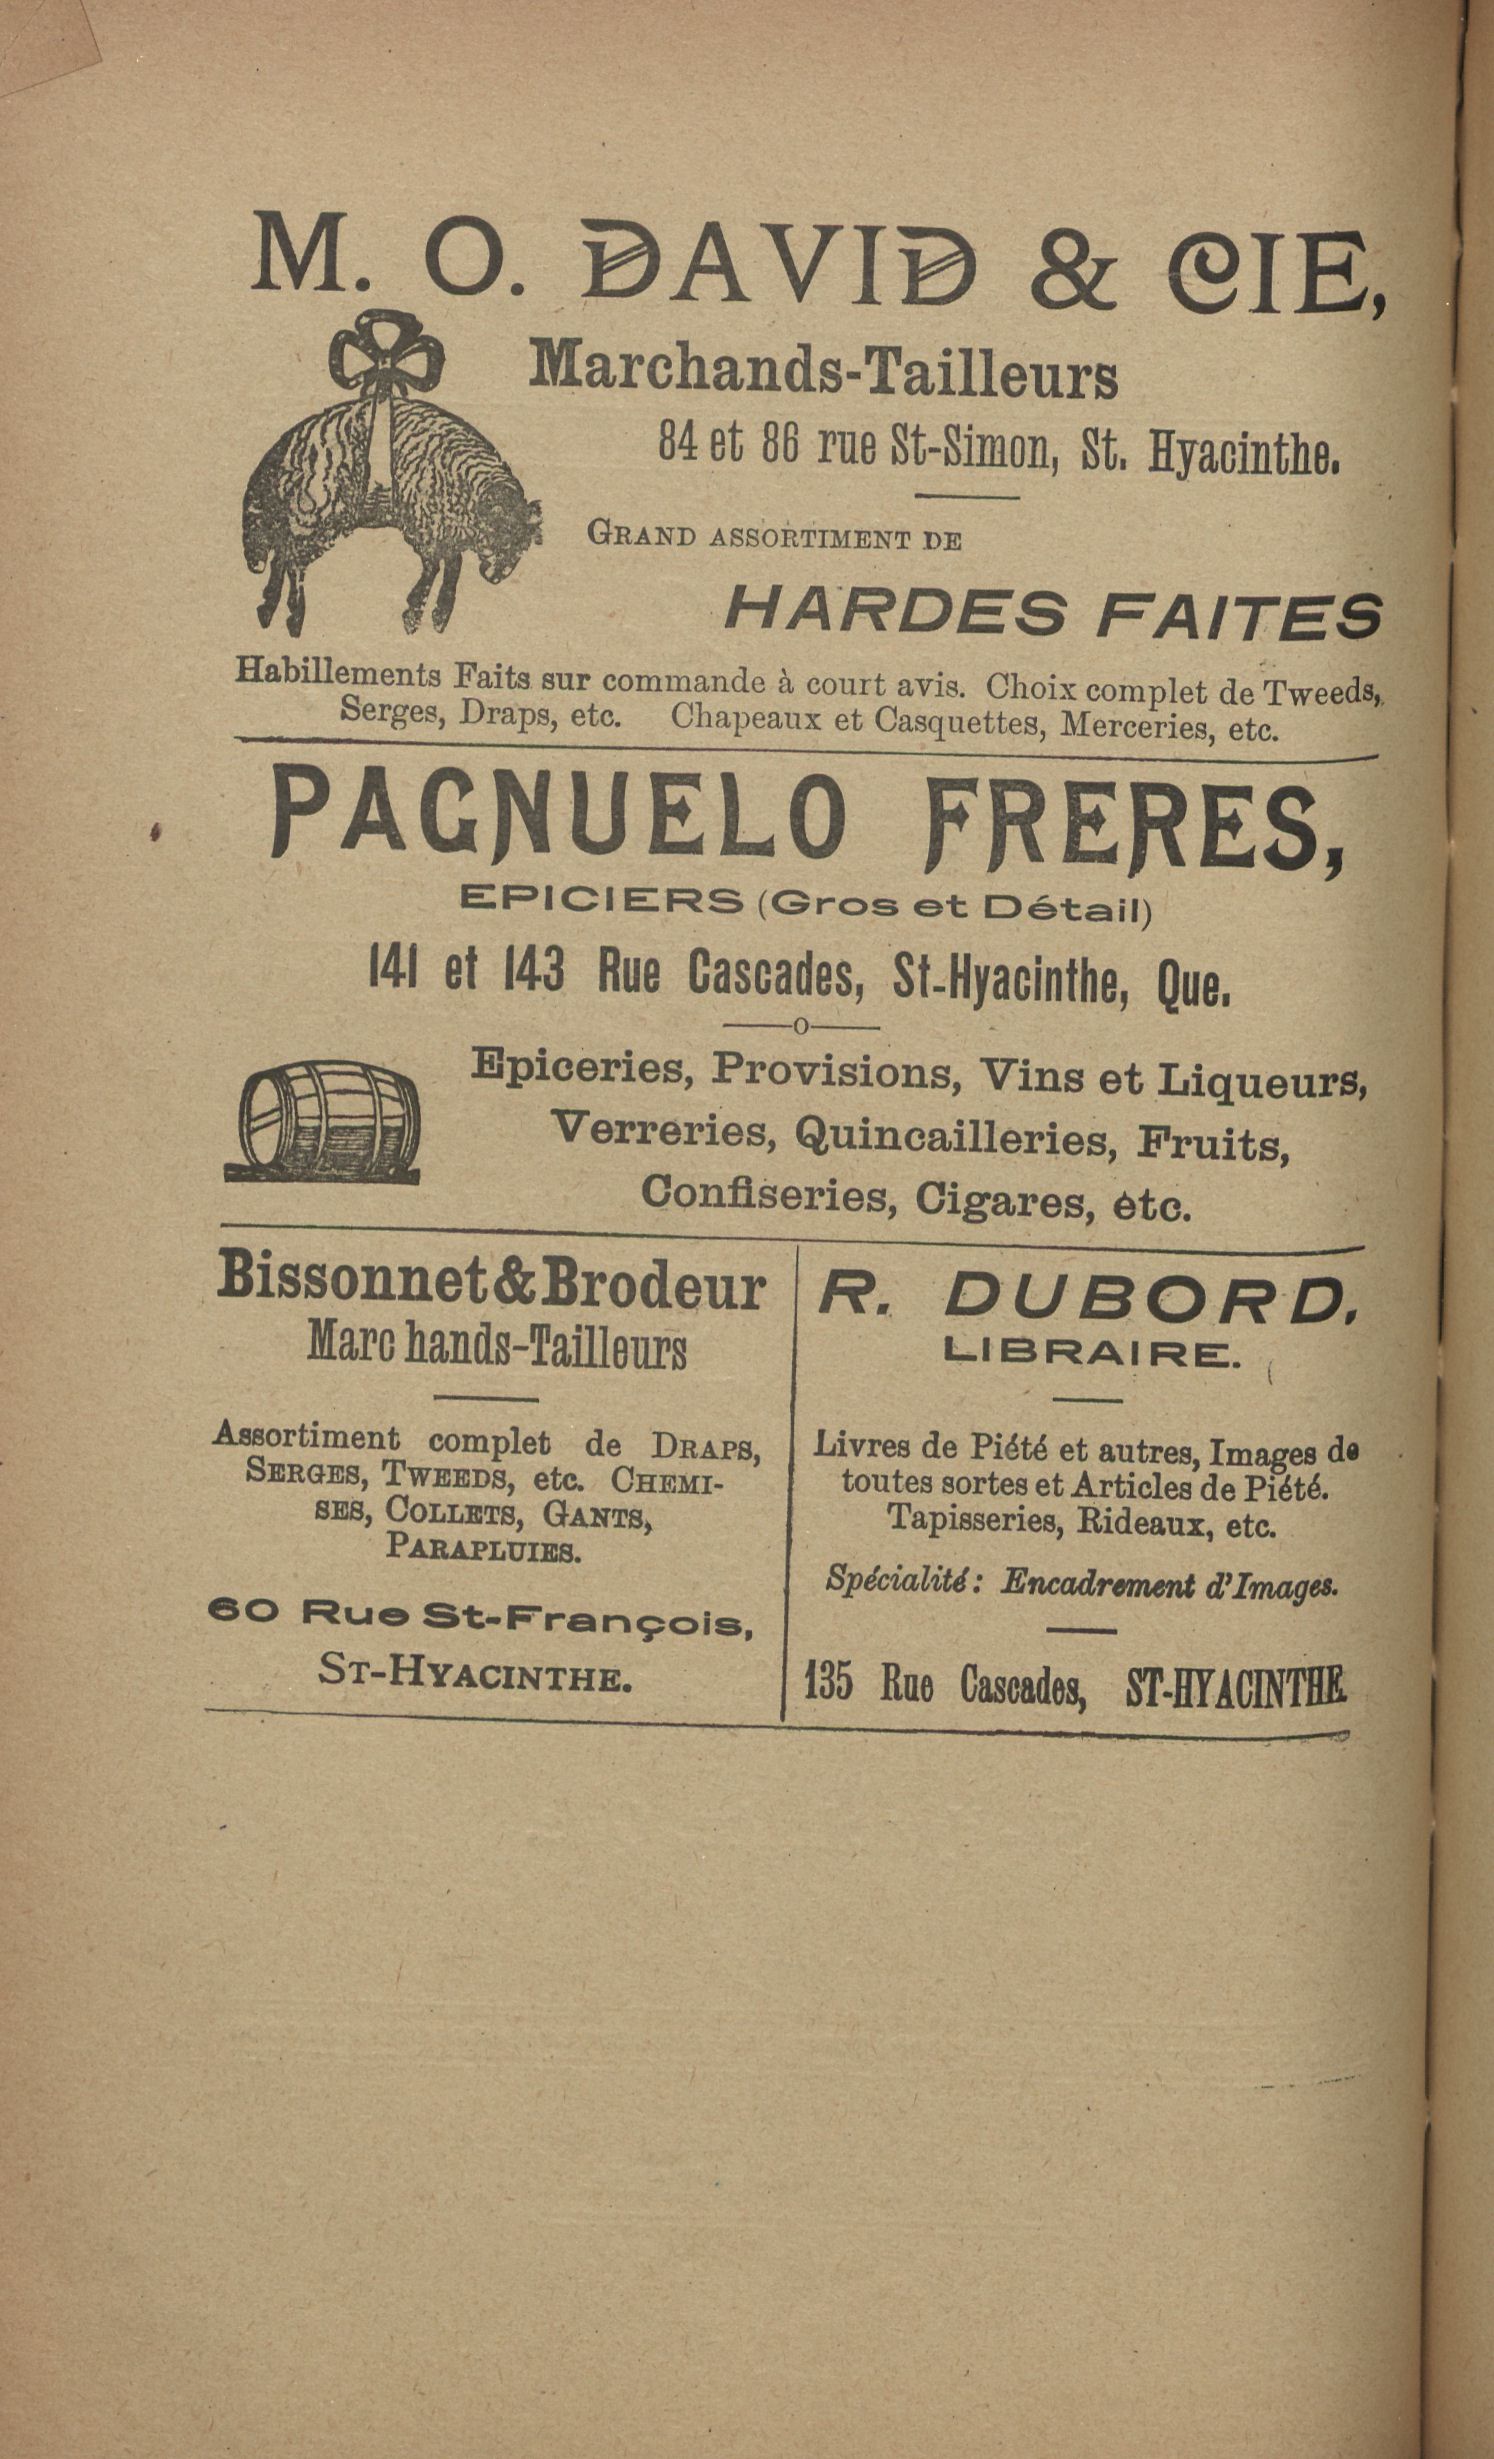 M. O. DAVID & CIE,
Marchands-Tailleurs
84 et 86 rue St-Simon, St. Hyacinthe.
GRAND ASSORTIMENT DE
HARDES FAITES
Habillements Faits sur commande à court avis. Choix complet de Tweeds,
Serges, Draps, etc. Chapeaux et Casquettes, Merceries, etc.
PAGNUELO FRERES,
EPICIERS (Gros et Détail)
141 et 143 Rue Cascades, St-Hyacinthe, Que.
Epiceries, Provisions, Vins et Liqueurs,
Verreries, Quincailleries, Fruits,
Confiseries, Cigares, etc.
Bissonnet & Brodeur
Marc hands-Tailleurs
Assortiment complet de DRAPS,
SERGES, TWEEDS, etc. CHEMI-
SES, COLLETS, GANTS,
PARAPLUIES.
60 Rue St-François,
ST-HYACINTHE.
R. DUBORD,
LIBRAIRE.
Livres de Piété et autres, Images de
toutes sortes et Articles de Piété.
Tapisseries, Rideaux, etc.
Spécialité: Encadrement d'Images.
135 Rue Cascades, ST-HYACINTHE